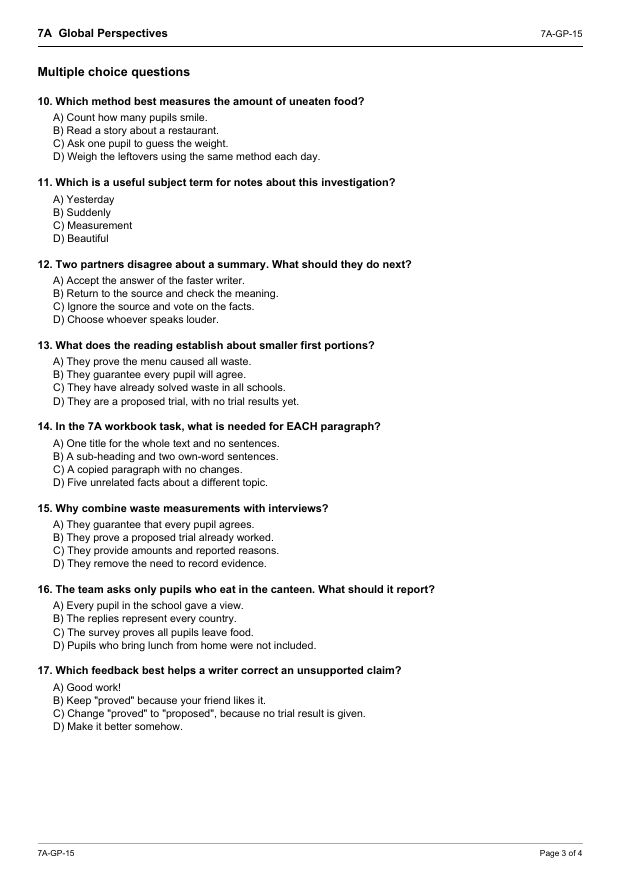 7A Global Perspectives
7A-GP-15
Multiple choice questions
10. Which method best measures the amount of uneaten food?
A) Count how many pupils smile.
B) Read a story about a restaurant.
C) Ask one pupil to guess the weight.
D) Weigh the leftovers using the same method each day.
11. Which is a useful subject term for notes about this investigation?
A) Yesterday
B) Suddenly
C) Measurement
D) Beautiful
12. Two partners disagree about a summary. What should they do next?
A) Accept the answer of the faster writer.
B) Return to the source and check the meaning.
C) Ignore the source and vote on the facts.
D) Choose whoever speaks louder.
13. What does the reading establish about smaller first portions?
A) They prove the menu caused all waste.
B) They guarantee every pupil will agree.
C) They have already solved waste in all schools.
D) They are a proposed trial, with no trial results yet.
14. In the 7A workbook task, what is needed for EACH paragraph?
A) One title for the whole text and no sentences.
B) A sub-heading and two own-word sentences.
C) A copied paragraph with no changes.
D) Five unrelated facts about a different topic.
15. Why combine waste measurements with interviews?
A) They guarantee that every pupil agrees.
B) They prove a proposed trial already worked.
C) They provide amounts and reported reasons.
D) They remove the need to record evidence.
16. The team asks only pupils who eat in the canteen. What should it report?
A) Every pupil in the school gave a view.
B) The replies represent every country.
C) The survey proves all pupils leave food.
D) Pupils who bring lunch from home were not included.
17. Which feedback best helps a writer correct an unsupported claim?
A) Good work!
B) Keep "proved" because your friend likes it.
C) Change "proved" to "proposed", because no trial result is given.
D) Make it better somehow.
7A-GP-15
Page 3 of 4